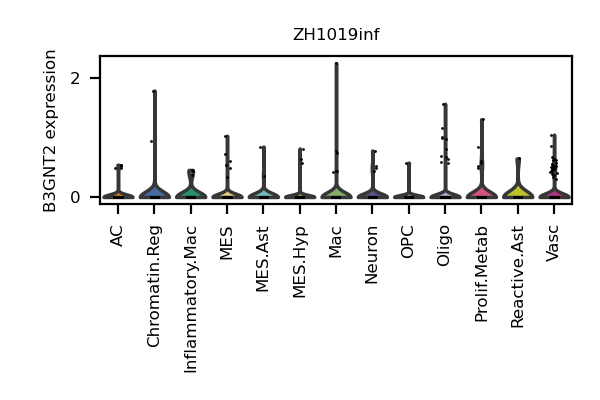 ZH1019inf
B3GNT2 expression
2
0
AC
Chromatin.Reg
Inflammatory.Mac
MES
MES.Ast
MES.Hyp
Mac
Neuron
OPC
Oligo
Prolif.Metab
Reactive.Ast
Vasc